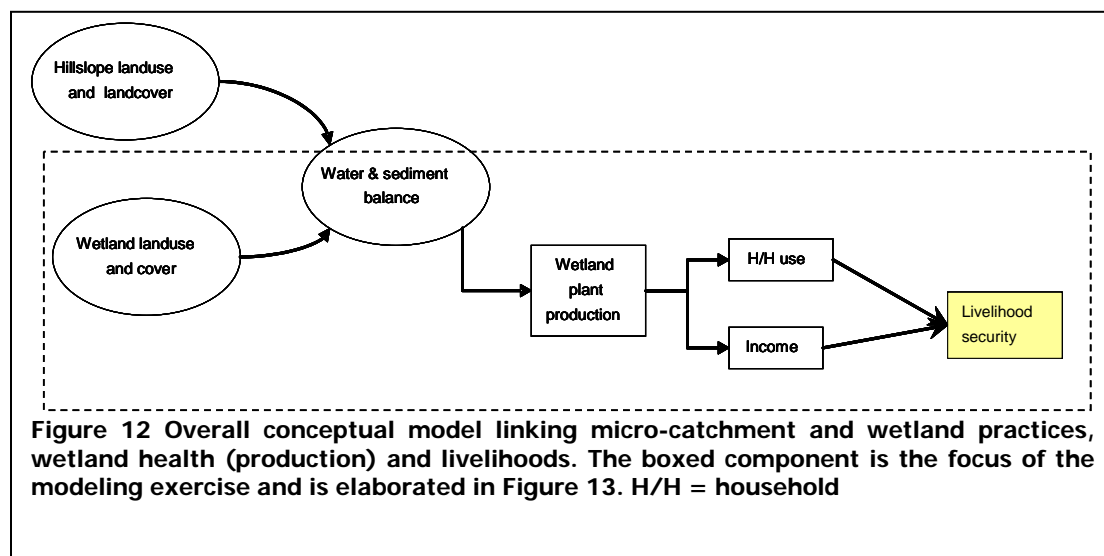 Hillslope landuse
and landcover
Water & sediment
balance
Wetland landuse
and cover
Wetland
plant
production
H/H use
Income
Livelihood
security
Figure 12 Overall conceptual model linking micro-catchment and wetland practices,
wetland health (production) and livelihoods. The boxed component is the focus of the
modeling exercise and is elaborated in Figure 13. H/H = household